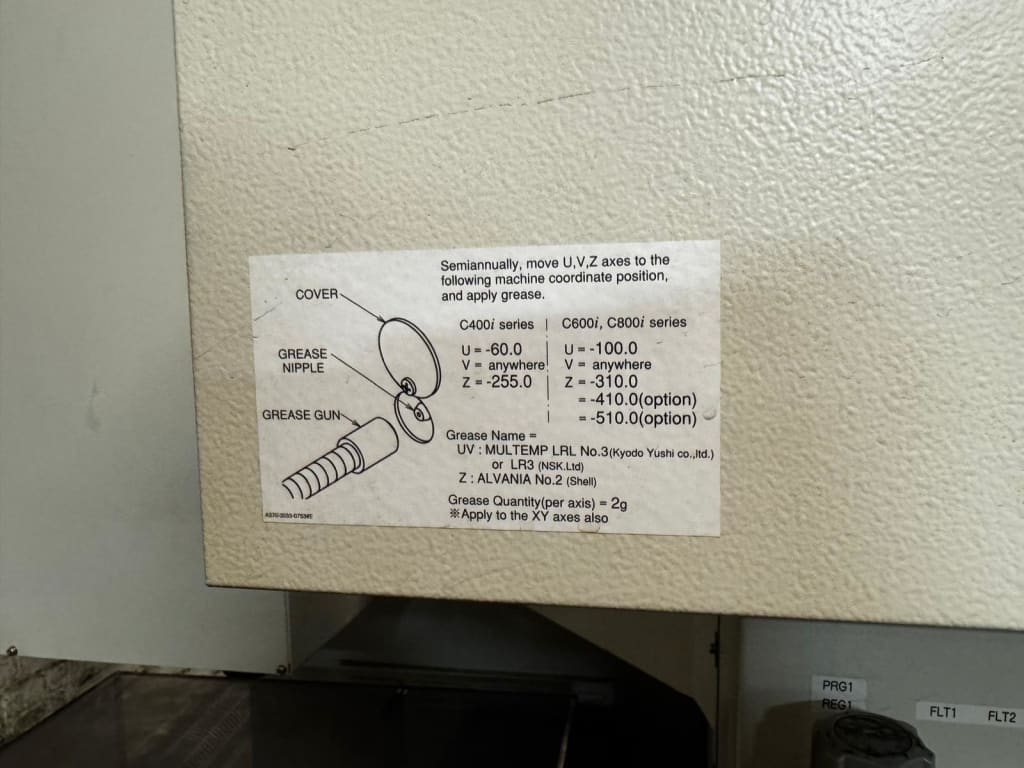 Semiannually, move U,V,Z axes to the
following machine coordinate position,
and apply grease.
COVER
GREASE
NIPPLE
GREASE GUN
C400i series | C600i, C800i series
U = -60.0 | U = -100.0
V = anywhere | V = anywhere
Z = -255.0 | Z = -310.0
= -410.0(option)
= -510.0(option)
Grease Name =
UV : MULTEMP LRL No.3(Kyodo Yushi co.,ltd.)
or LR3 (NSK.Ltd)
Z : ALVANIA No.2 (Shell)
Grease Quantity(per axis) = 2g
※Apply to the XY axes also
PRG1
REG1
FLT1
FLT2